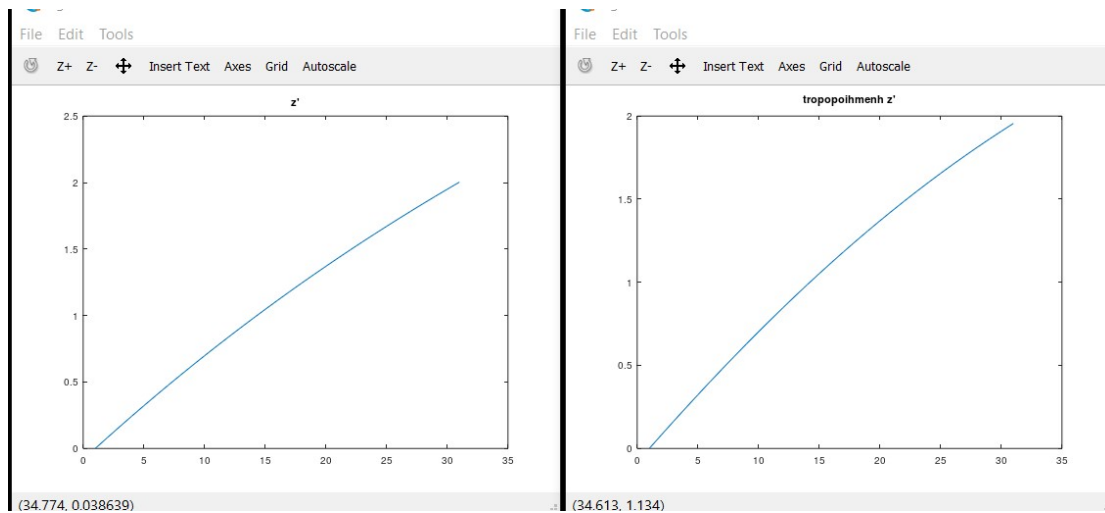 File Edit Tools
Z+ Z- Insert Text Axes Grid Autoscale
z'
2.5
2
1.5
1
0.5
0
0 5 10 15 20 25 30 35
(34.774, 0.038639)
File Edit Tools
Z+ Z- Insert Text Axes Grid Autoscale
tropopoihmenh z'
2
1.5
1
0.5
0
0 5 10 15 20 25 30 35
(34.613, 1.134)